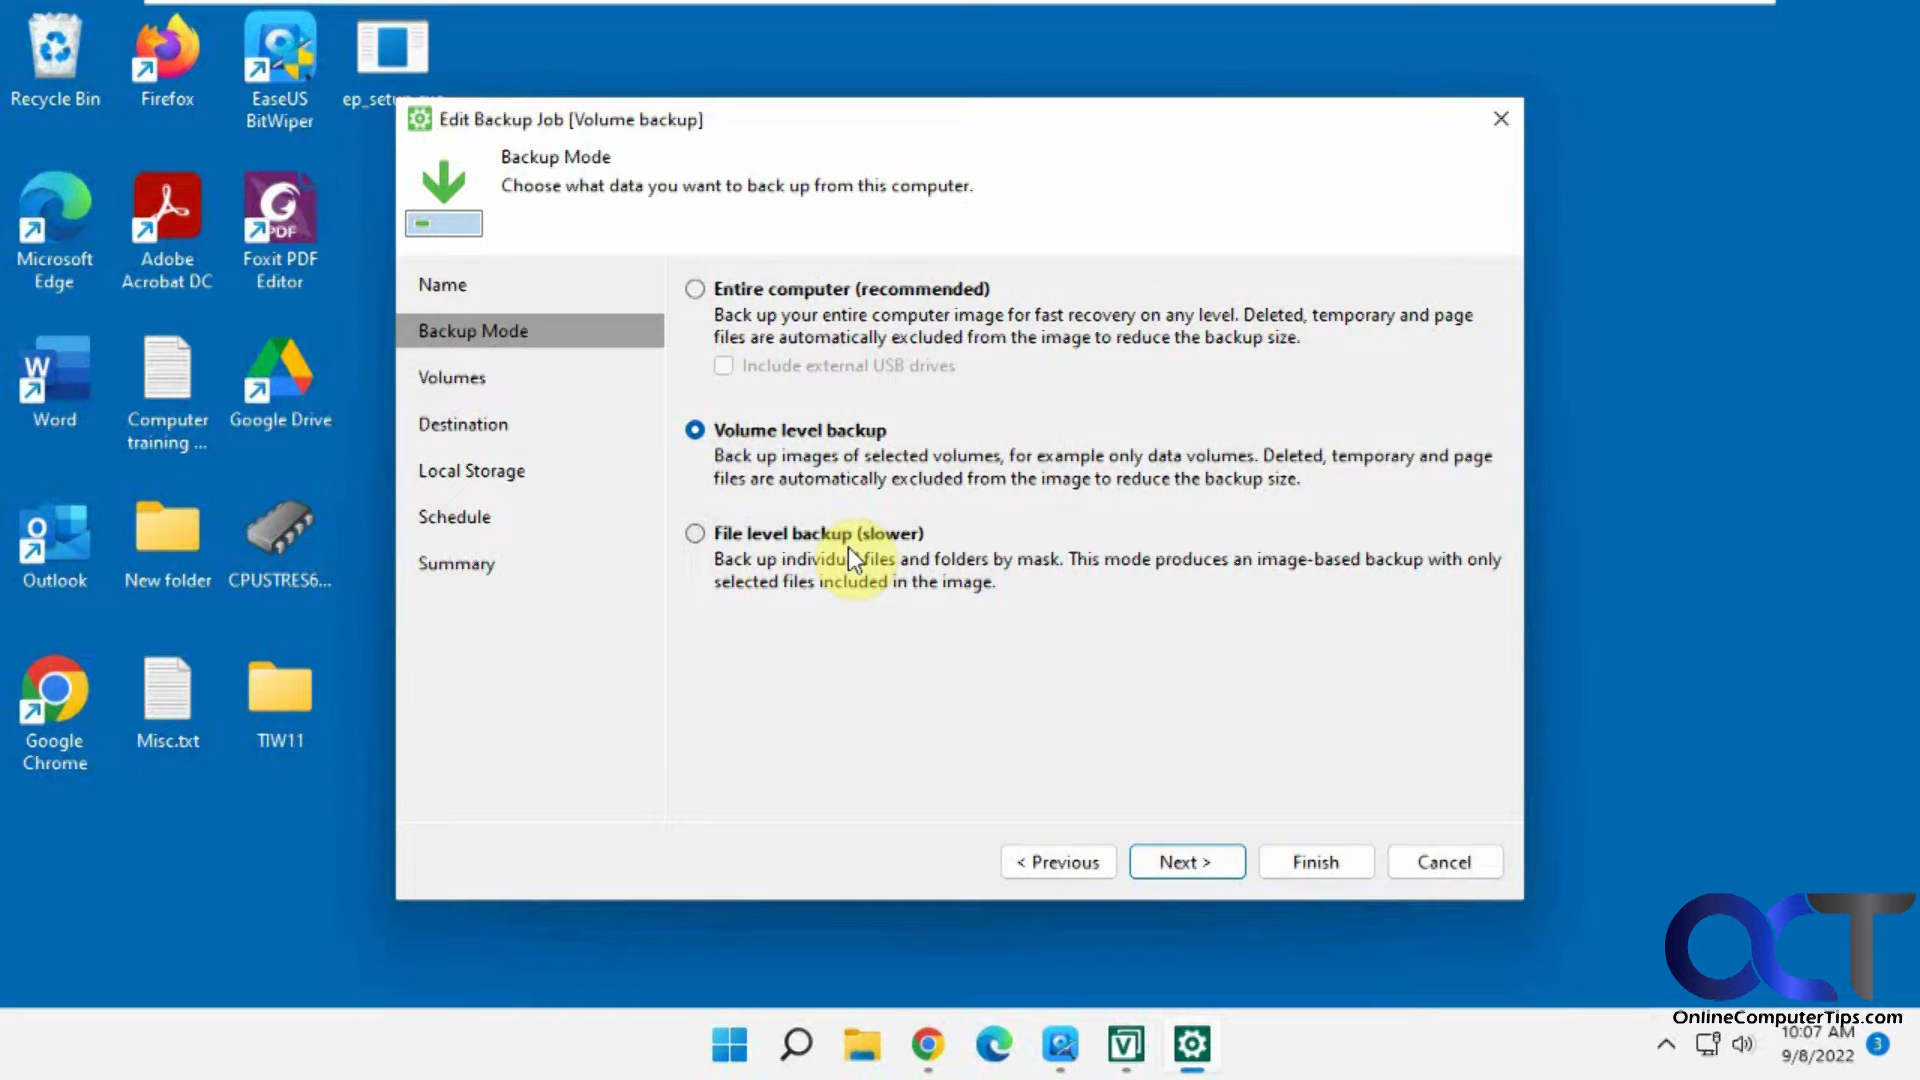 Recycle Bin
Firefox
EaseUS
BitWiper
Microsoft
Edge
Adobe
Acrobat DC
PDF
Foxit PDF
Editor
W
Word
Computer
training ...
Google Drive
Outlook
New folder
CPUSTRES6...
Google
Chrome
Misc.txt
TIW11
Edit Backup Job [Volume backup]
Backup Mode
Choose what data you want to back up from this computer.
Name
Backup Mode
Volumes
Destination
Local Storage
Schedule
Summary
Entire computer (recommended)
Back up your entire computer image for fast recovery on any level. Deleted, temporary and page
files are automatically excluded from the image to reduce the backup size.
Include external USB drives
Volume level backup
Back up images of selected volumes, for example only data volumes. Deleted, temporary and page
files are automatically excluded from the image to reduce the backup size.
File level backup (slower)
Back up individual files and folders by mask. This mode produces an image-based backup with only
selected files included in the image.
< Previous
Next >
Finish
Cancel
OCT
OnlineComputerTips.com
V
10:07 AM
9/8/2022
3